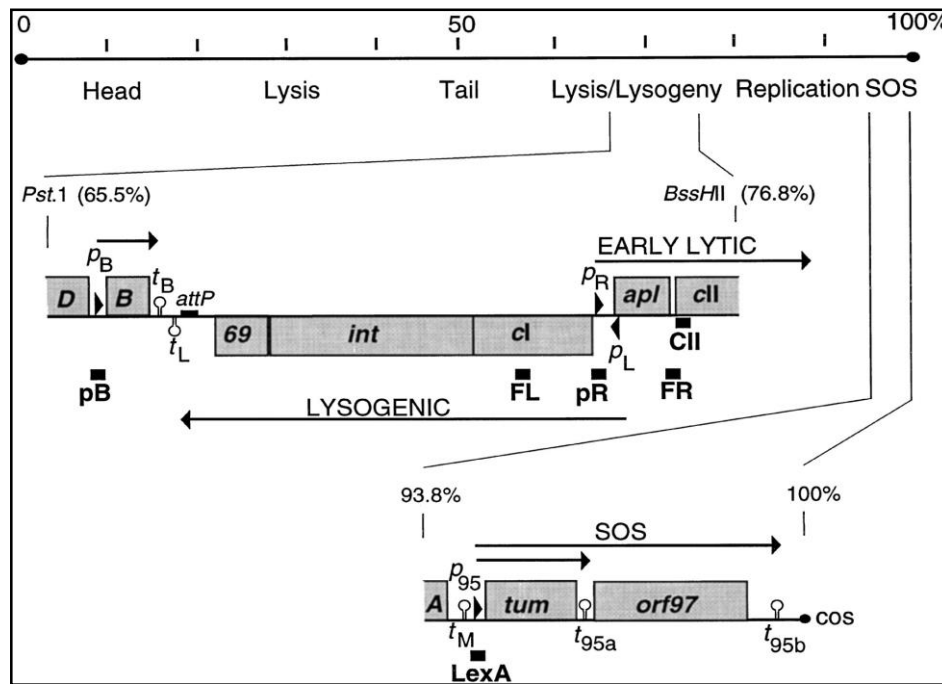 0 50 100%
Head Lysis Tail Lysis/Lysogeny Replication SOS
Pst.1 (65.5%) BssHII (76.8%)
EARLY LYTIC
pB tB attP pR
D B apl cII
tL 69 int cI pL CII
pB FL pR FR
LYSOGENIC
93.8% 100%
SOS
p95
A tum orf97 cos
tM t95a t95b
LexA